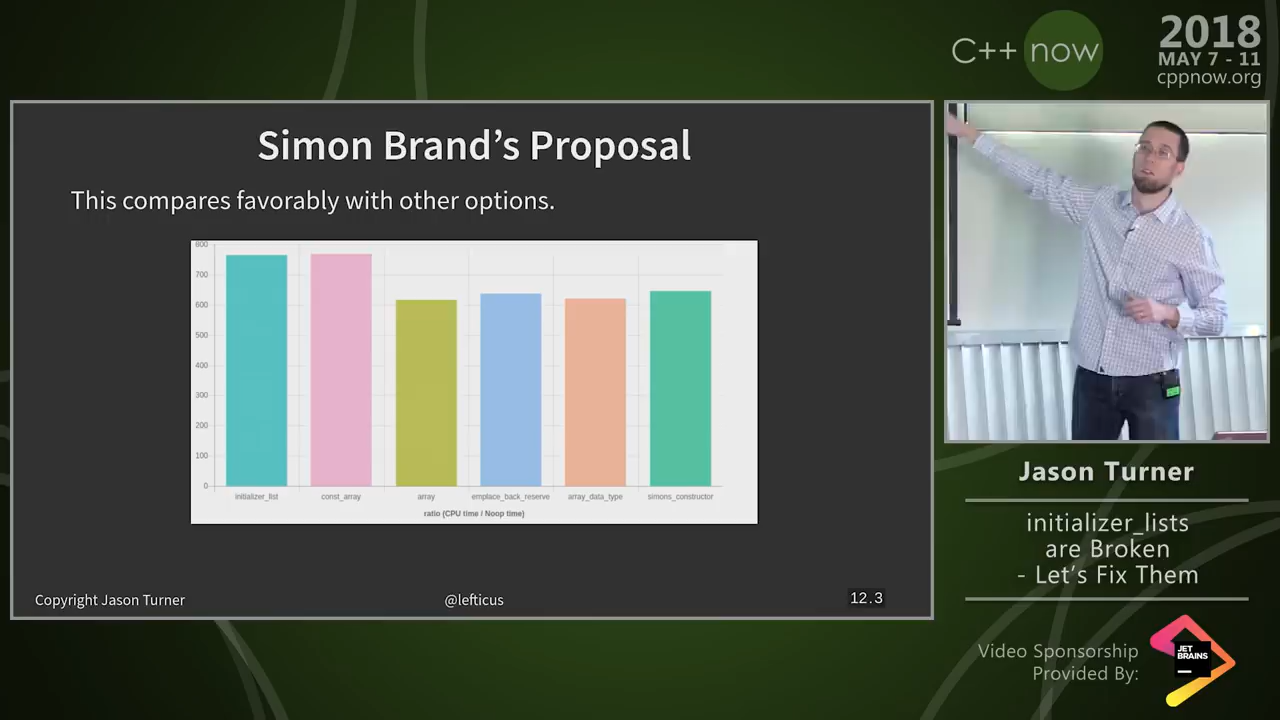 C++ now
2018
MAY 7 - 11
cppnow.org
Simon Brand’s Proposal
This compares favorably with other options.
800
700
600
500
400
300
200
100
0
initializer_list
const_array
array
emplace_back_reserve
array_data_type
simons_constructor
ratio (CPU time / Noop time)
Copyright Jason Turner
@lefticus
12.3
Jason Turner
initializer_lists
are Broken
- Let’s Fix Them
Video Sponsorship
Provided By:
JET
BRAINS